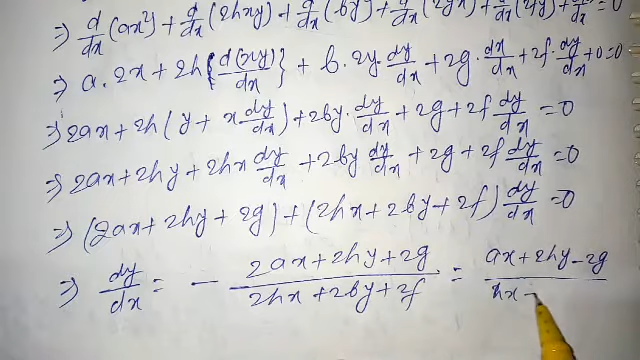 ⇒ d/dx (ax²) + d/dx (2hxy) + d/dx (by²) + d/dx (2gx) + d/dx (2fy) + d/dx = 0
⇒ a·2x + 2h{d(xy)/dx} + b·2y·dy/dx + 2g·dx/dx + 2f·dy/dx + 0 = 0
⇒ 2ax + 2h(y + x dy/dx) + 2by·dy/dx + 2g + 2f dy/dx = 0
⇒ 2ax + 2hy + 2hx dy/dx + 2by dy/dx + 2g + 2f dy/dx = 0
⇒ (2ax + 2hy + 2g) + (2hx + 2by + 2f) dy/dx = 0
⇒ dy/dx = - (2ax + 2hy + 2g)/(2hx + 2by + 2f) = (ax + 2hy - 2g)/(hx -